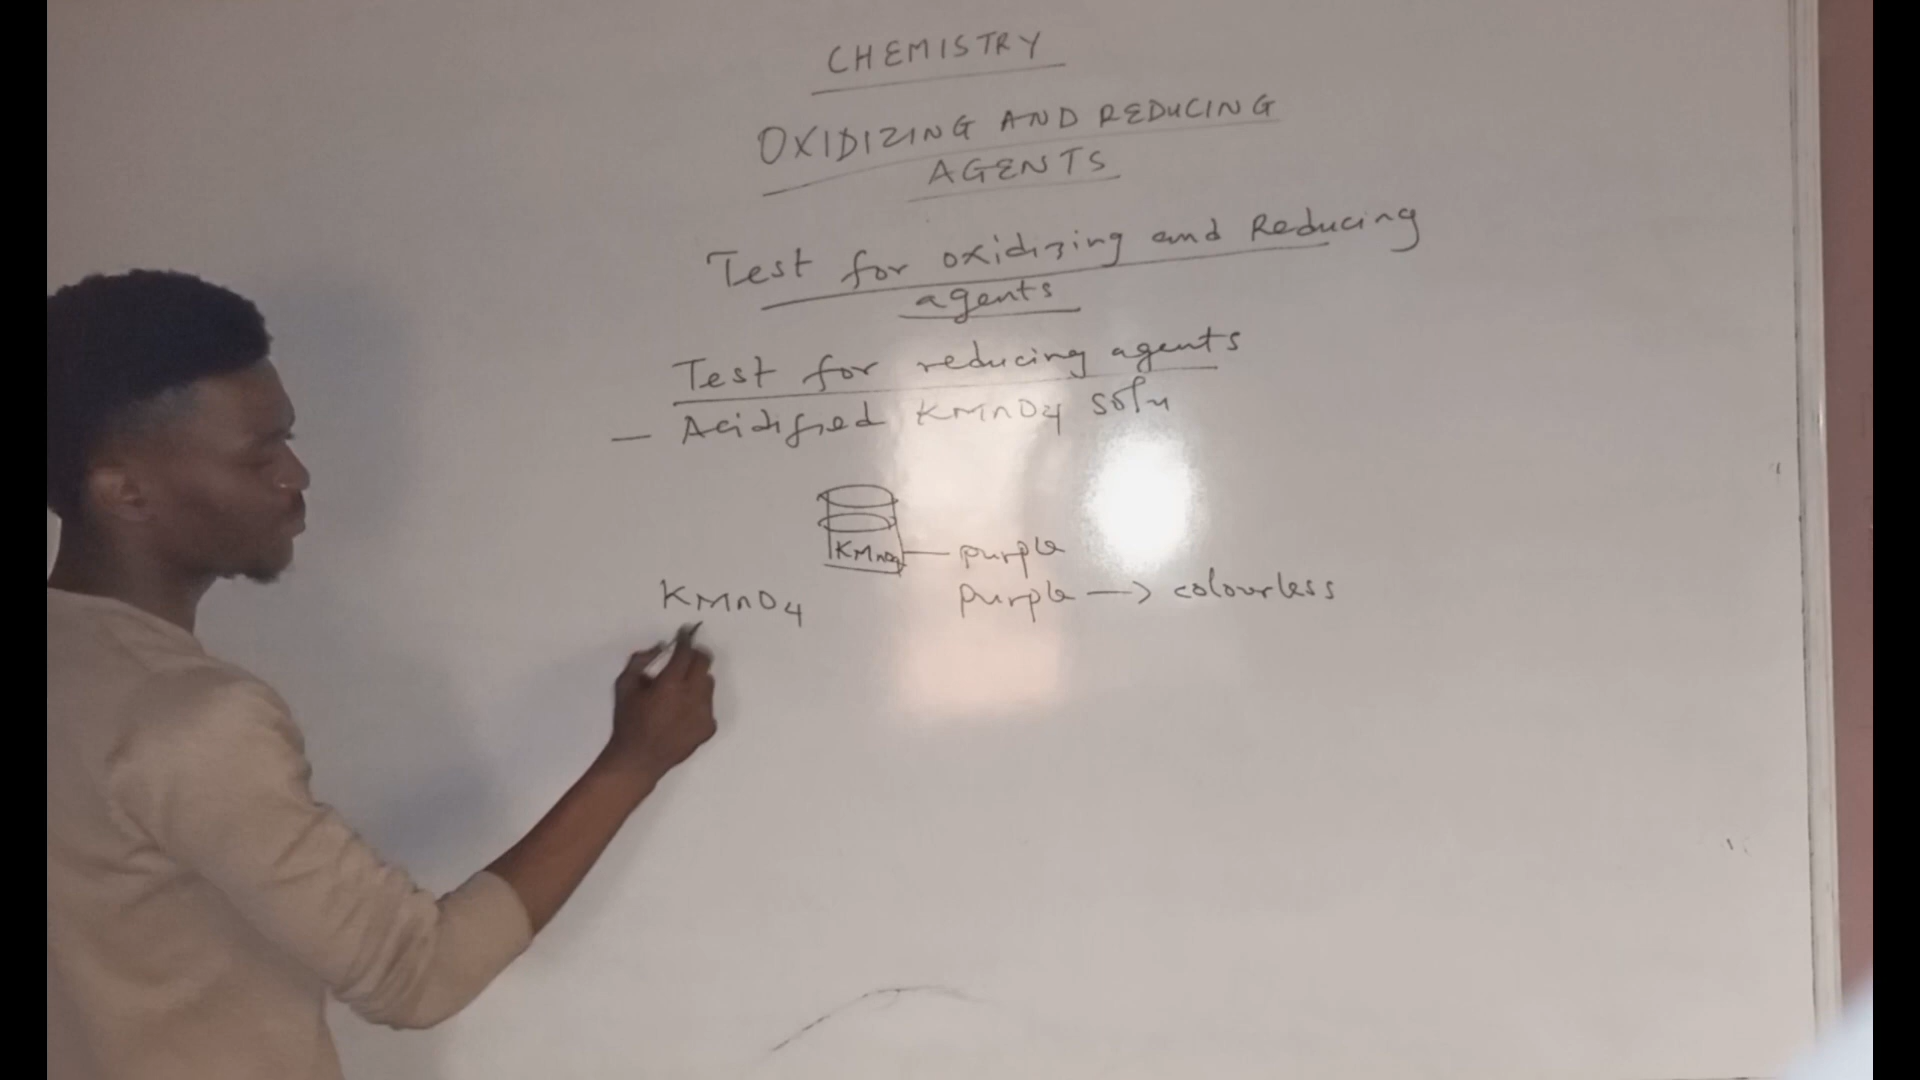 CHEMISTRY
OXIDIZING AND REDUCING
AGENTS
Test for oxidizing and Reducing
agents
Test for reducing agents
— Acidified KMnO4 soln
KMnO4 — purple
purple → colourless
KMnO4